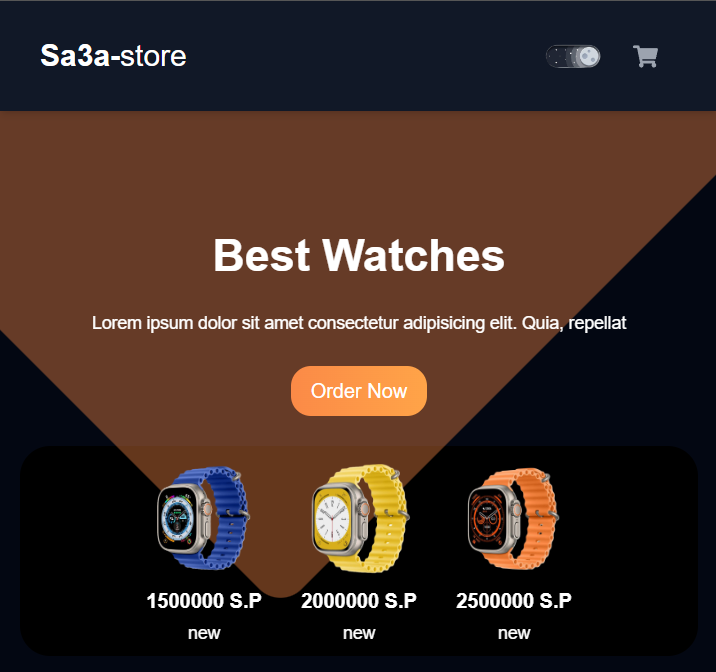 Sa3a-store
Best Watches
Lorem ipsum dolor sit amet consectetur adipisicing elit. Quia, repellat
Order Now
1500000 S.P
2000000 S.P
2500000 S.P
new
new
new